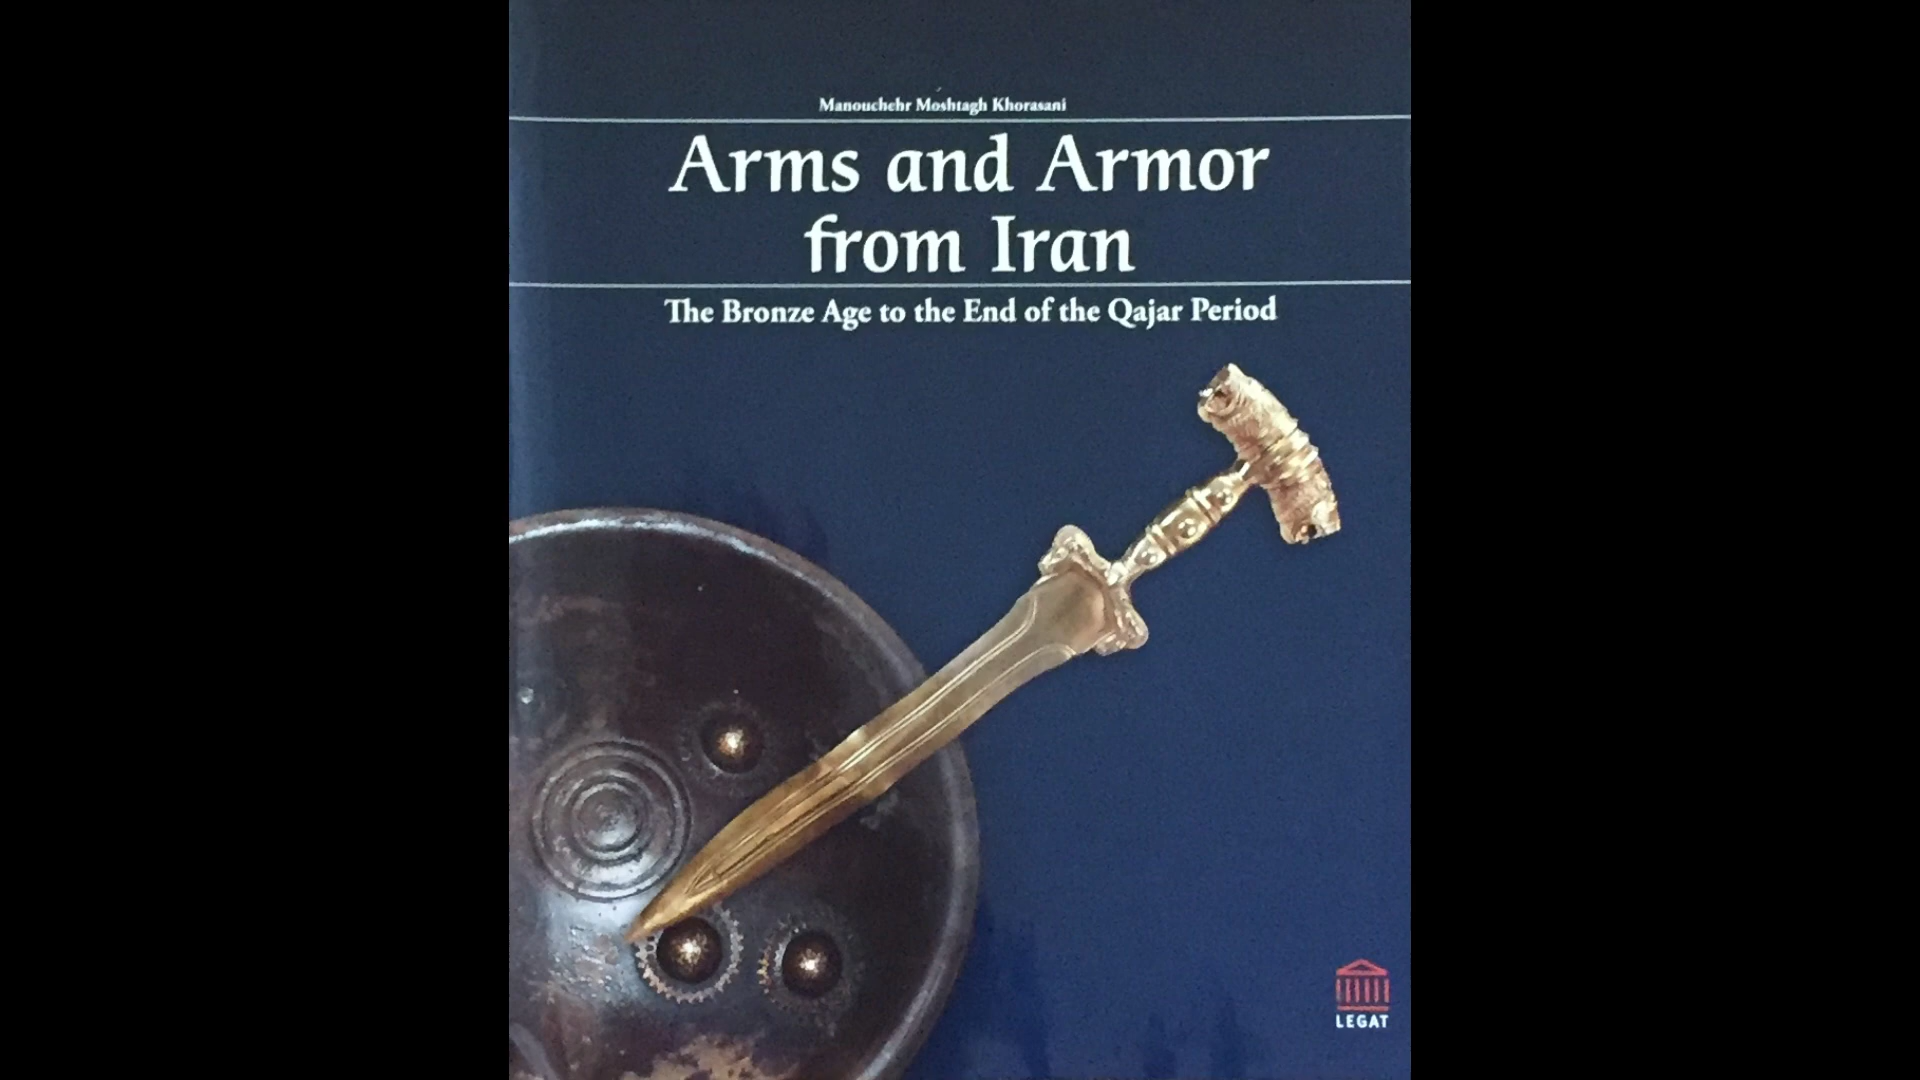 Manouchehr Moshtagh Khorasani
Arms and Armor
from Iran
The Bronze Age to the End of the Qajar Period
LEGAT